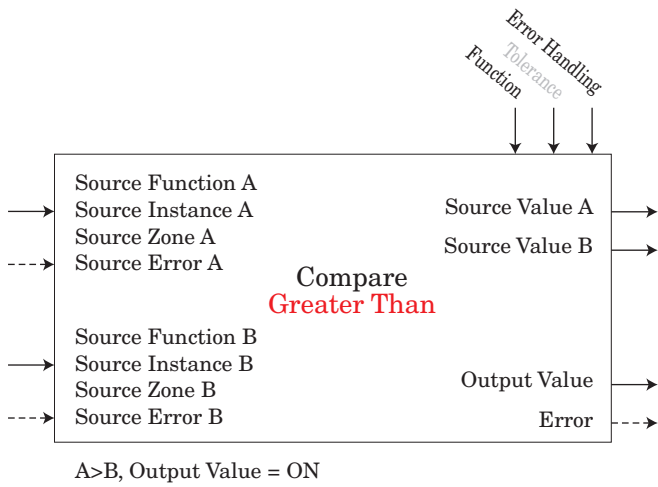 Function
Tolerance
Error Handling
Source Function A
Source Instance A
Source Zone A
Source Error A
Source Value A
Source Value B
Compare
Greater Than
Source Function B
Source Instance B
Source Zone B
Source Error B
Output Value
Error
A>B, Output Value = ON